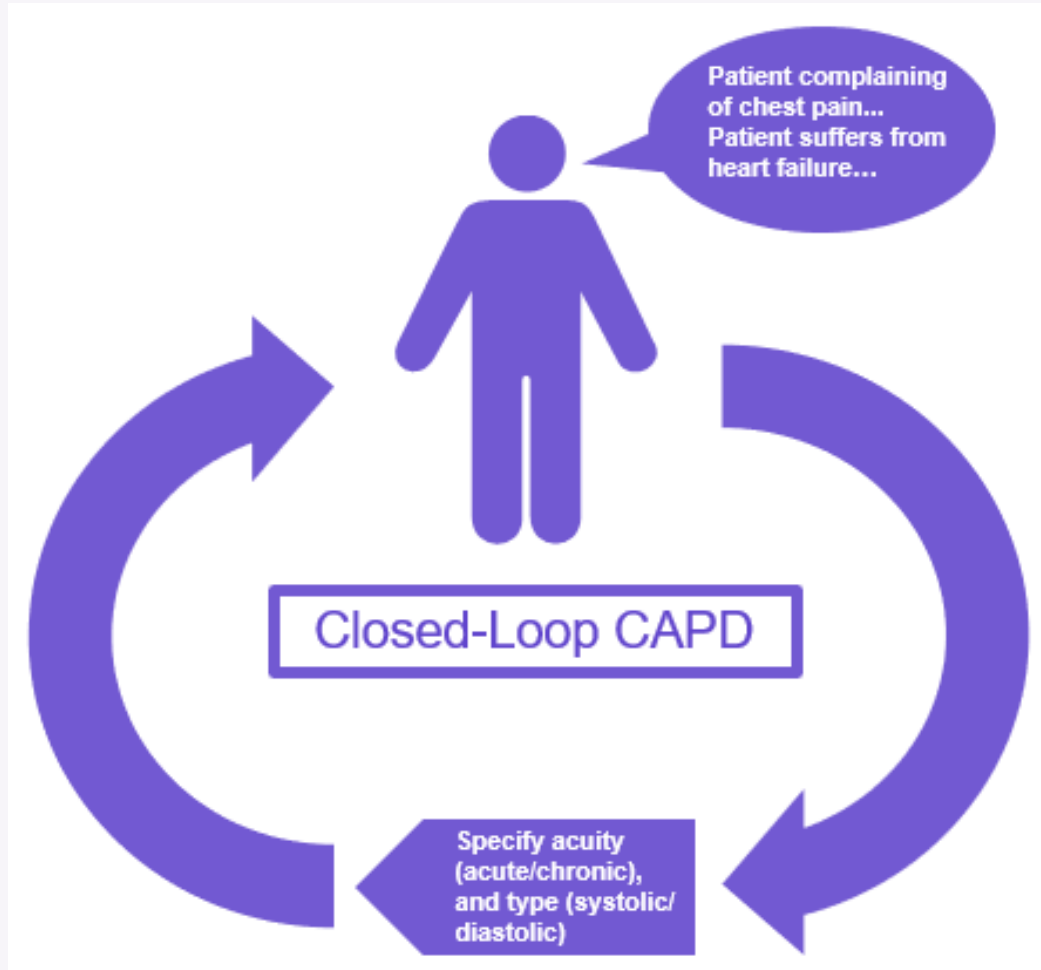 Patient complaining
of chest pain...
Patient suffers from
heart failure...
Closed-Loop CAPD
Specify acuity
(acute/chronic),
and type (systolic/
diastolic)